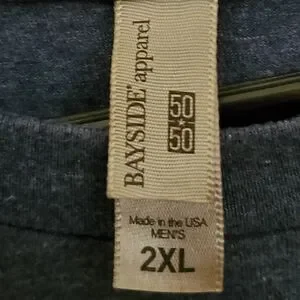 BAYSIDE® apparel
50
50
Made in the USA
MEN'S
2XL